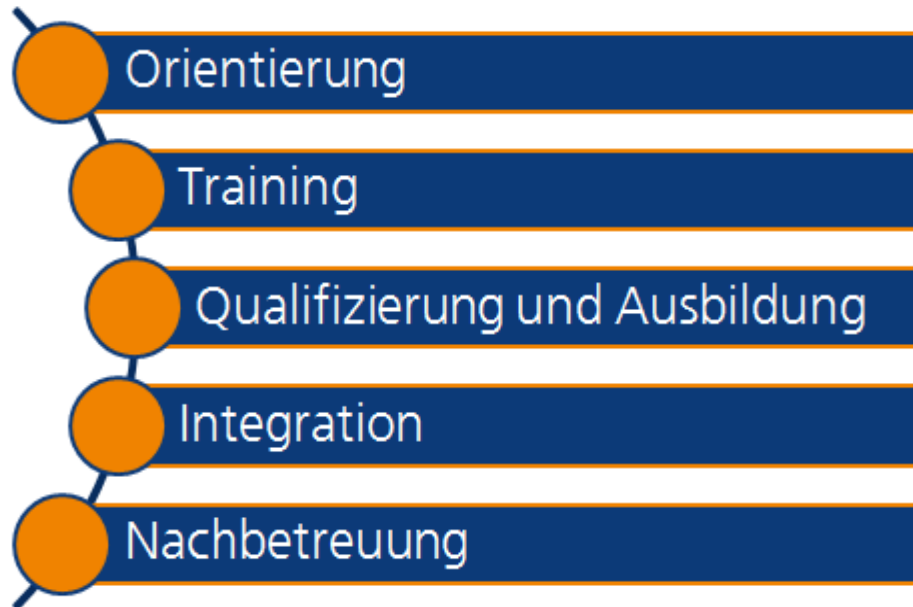 Orientierung
Training
Qualifizierung und Ausbildung
Integration
Nachbetreuung